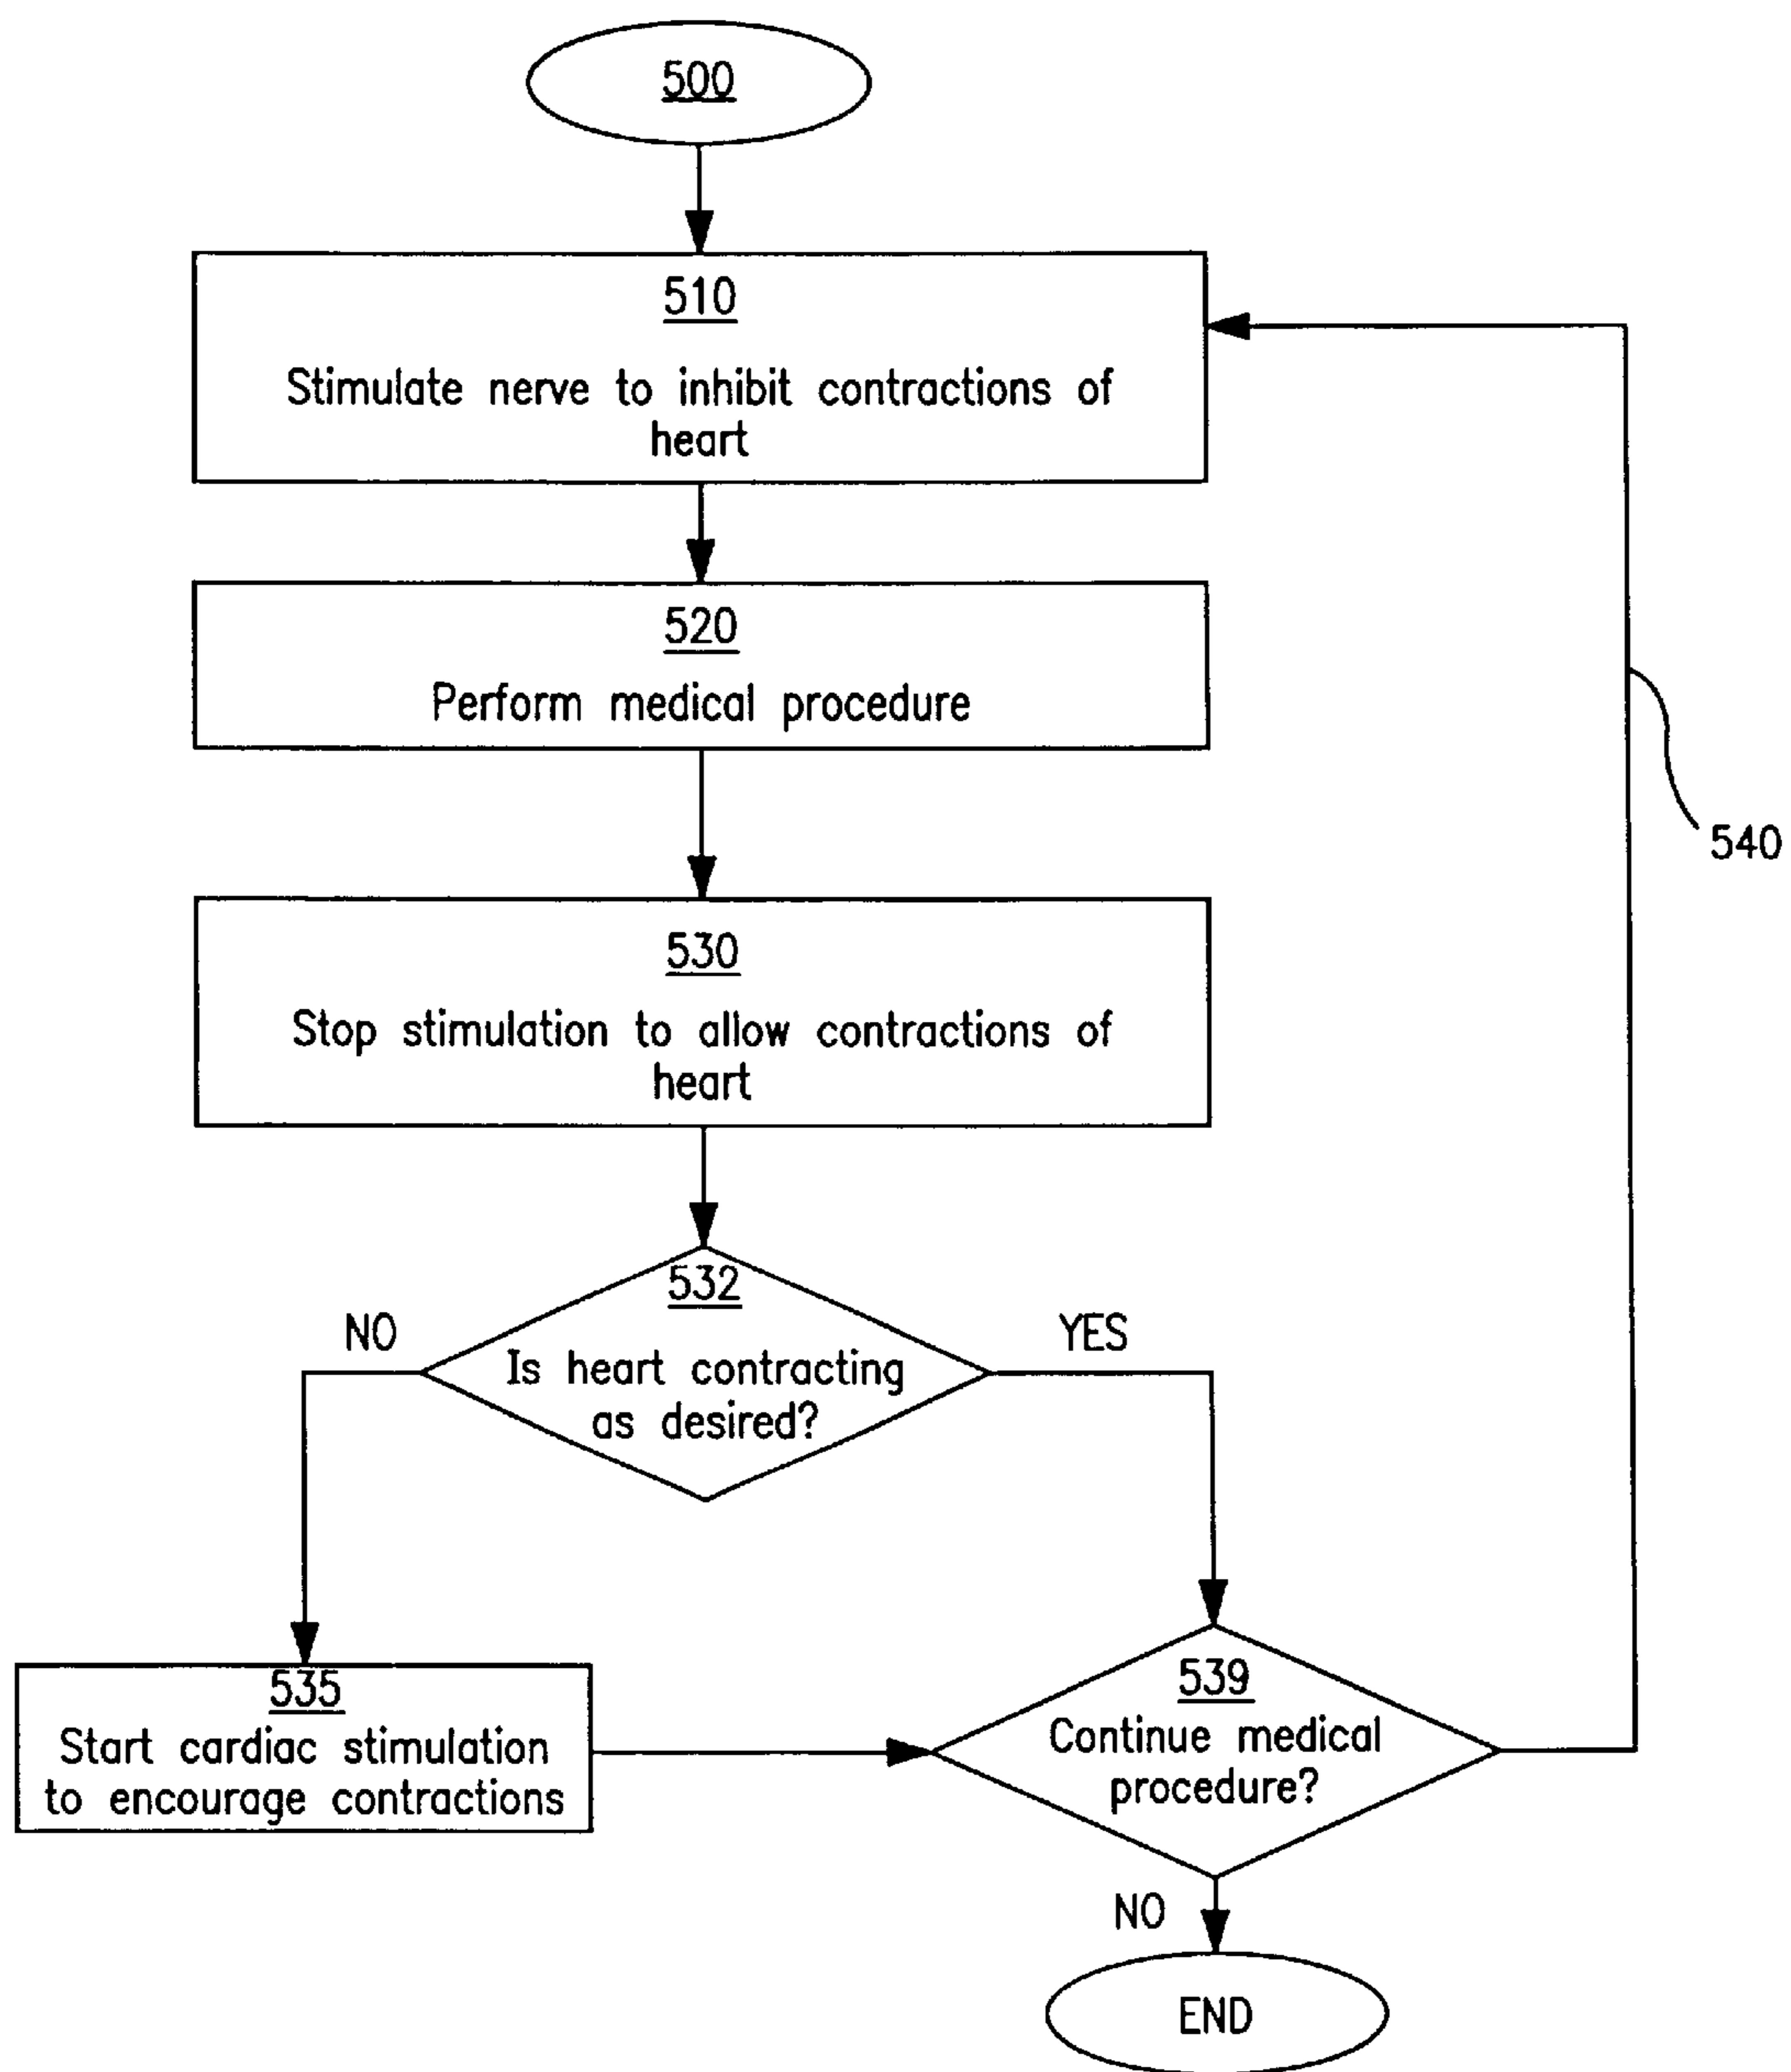 500
510
Stimulate nerve to inhibit contractions of
heart
520
Perform medical procedure
540
530
Stop stimulation to allow contractions of
heart
532
NO
YES
Is heart contracting
as desired?
535
Start cardiac stimulation
to encourage contractions
539
Continue medical
procedure?
NO
END